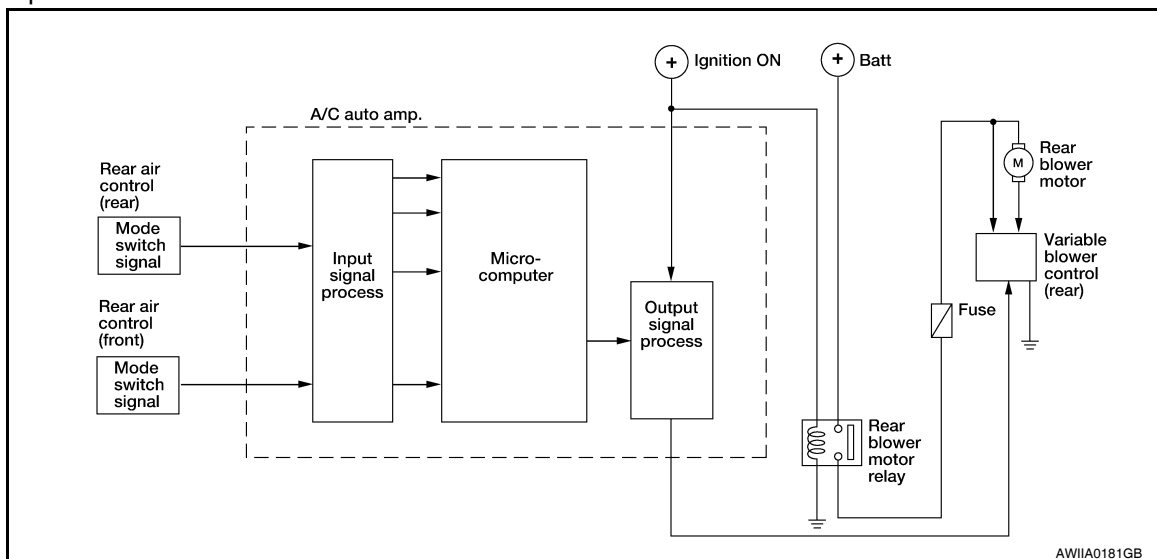 Ignition ON
Batt
A/C auto amp.
Rear air
control
(rear)
Mode
switch
signal
Rear air
control
(front)
Mode
switch
signal
Input
signal
process
Micro-
computer
Output
signal
process
Rear
blower
motor
M
Variable
blower
control
(rear)
Fuse
Rear
blower
motor
relay
AWIIA0181GB